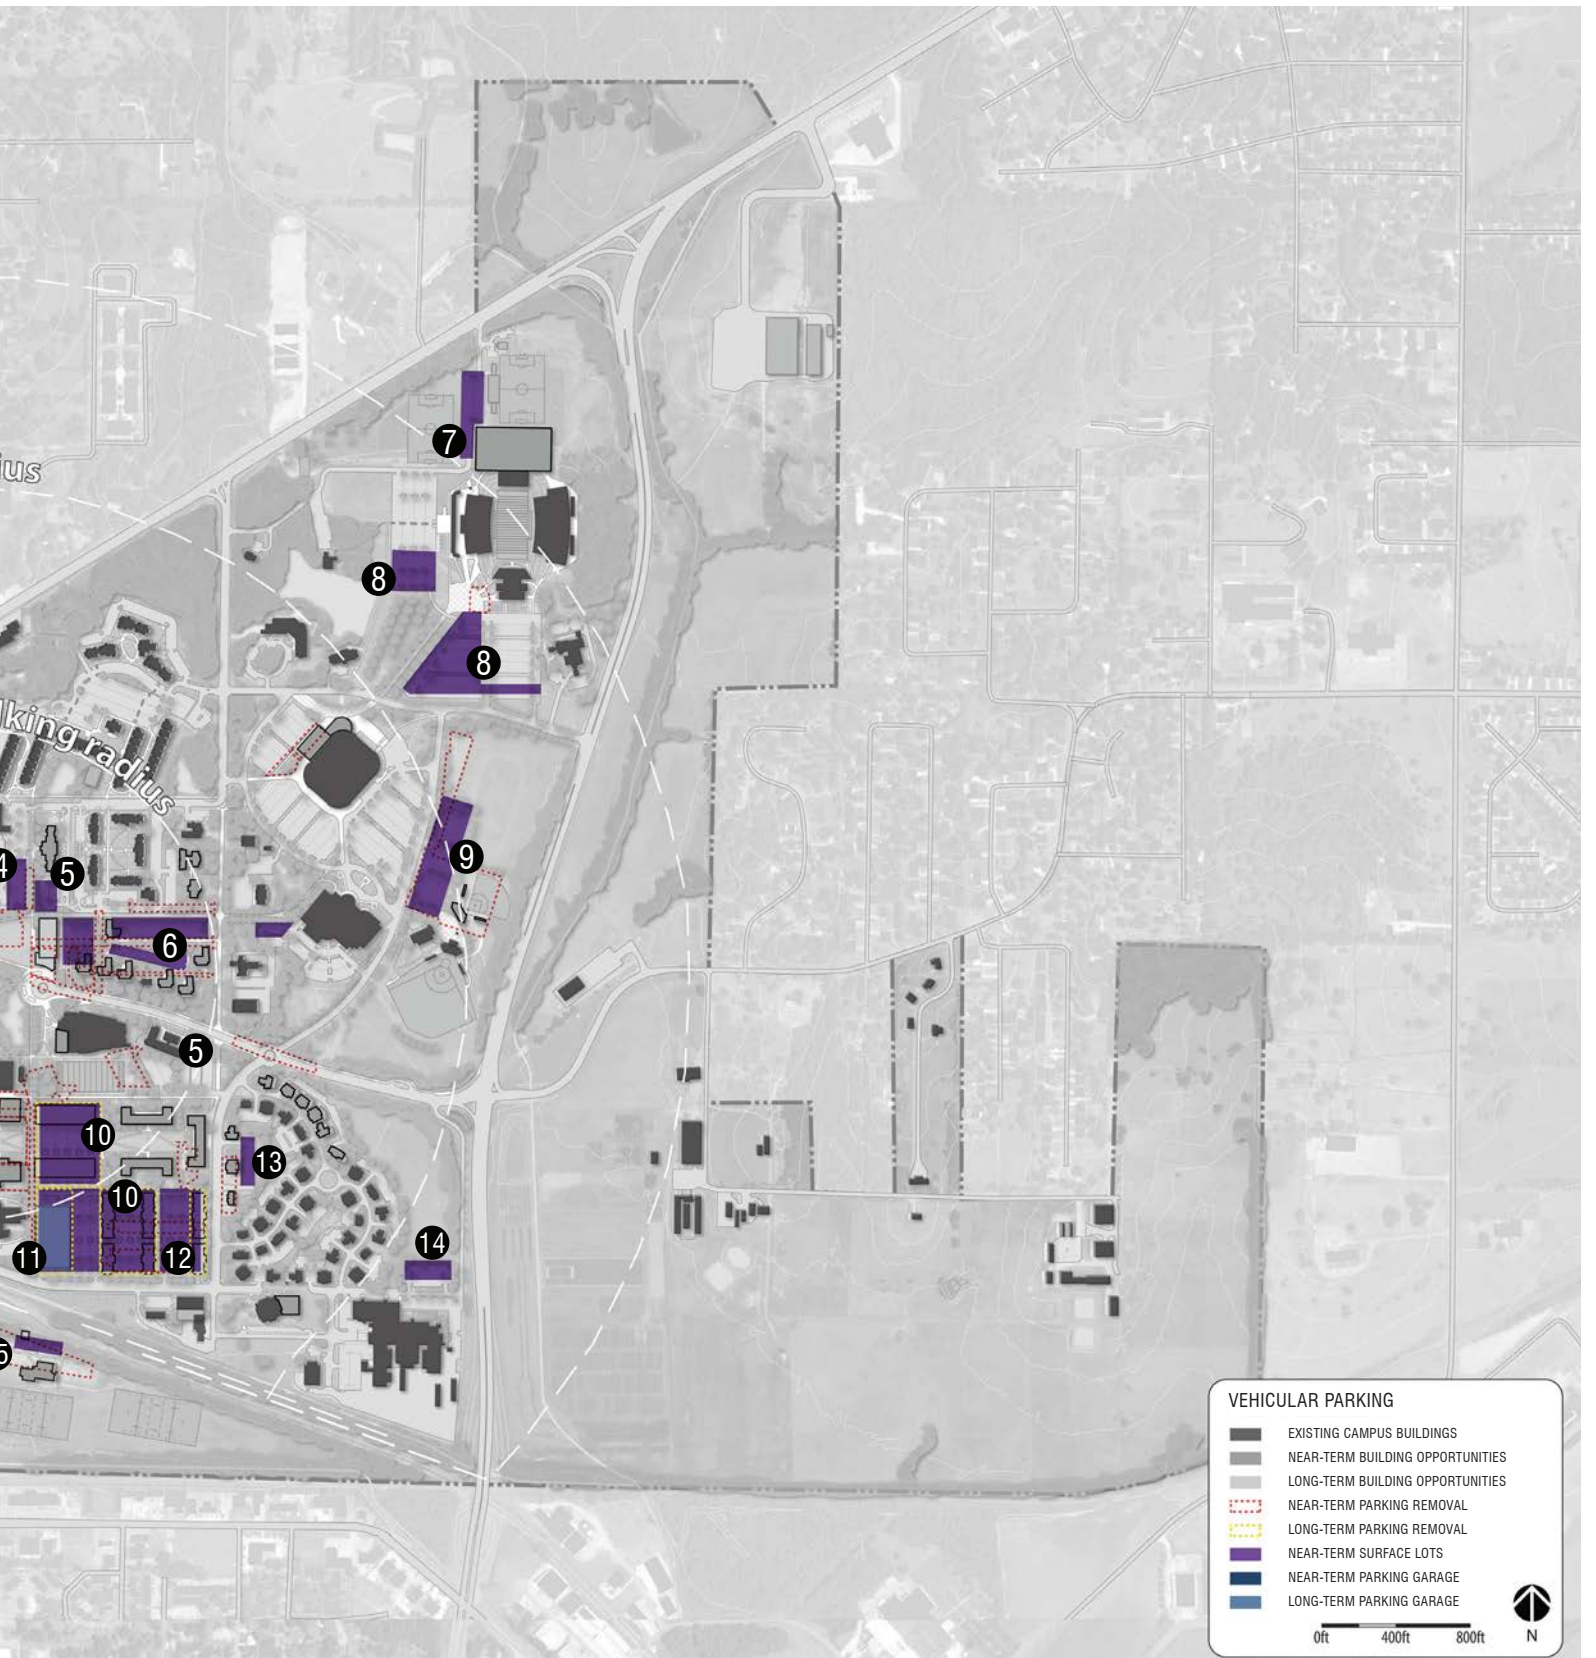 ius
7
8
8
lking radius
9
4
5
6
5
10
13
10
11
12
14
5
VEHICULAR PARKING
EXISTING CAMPUS BUILDINGS
NEAR-TERM BUILDING OPPORTUNITIES
LONG-TERM BUILDING OPPORTUNITIES
NEAR-TERM PARKING REMOVAL
LONG-TERM PARKING REMOVAL
NEAR-TERM SURFACE LOTS
NEAR-TERM PARKING GARAGE
LONG-TERM PARKING GARAGE
0ft 400ft 800ft N